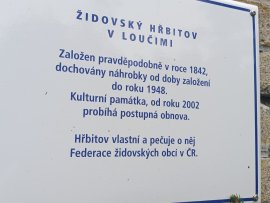 ŽIDOVSKÝ HŘBITOV
V LOUČIMI
Založen pravděpodobně v roce 1842,
dochovány náhrobky od doby založení
do roku 1948.
Kulturní památka, od roku 2002
probíhá postupná obnova.
Hřbitov vlastní a pečuje o něj
Federace židovských obcí v ČR.